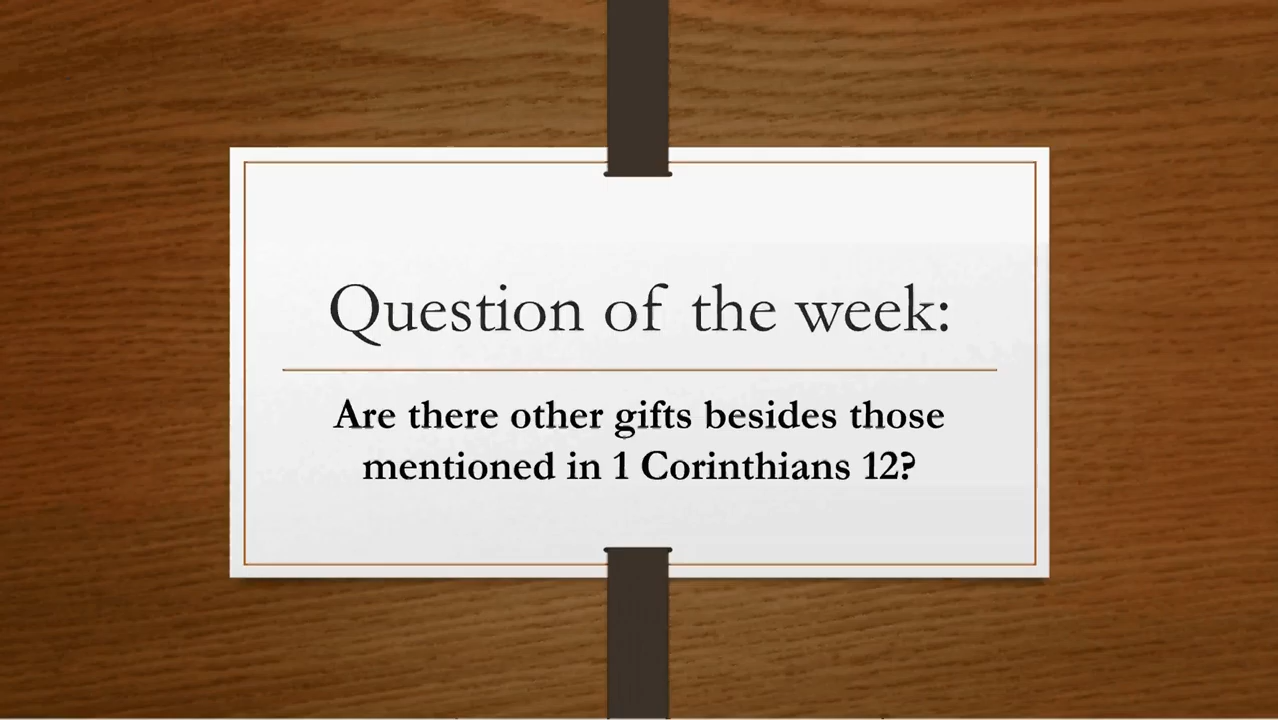 Question of the week:
Are there other gifts besides those
mentioned in 1 Corinthians 12?